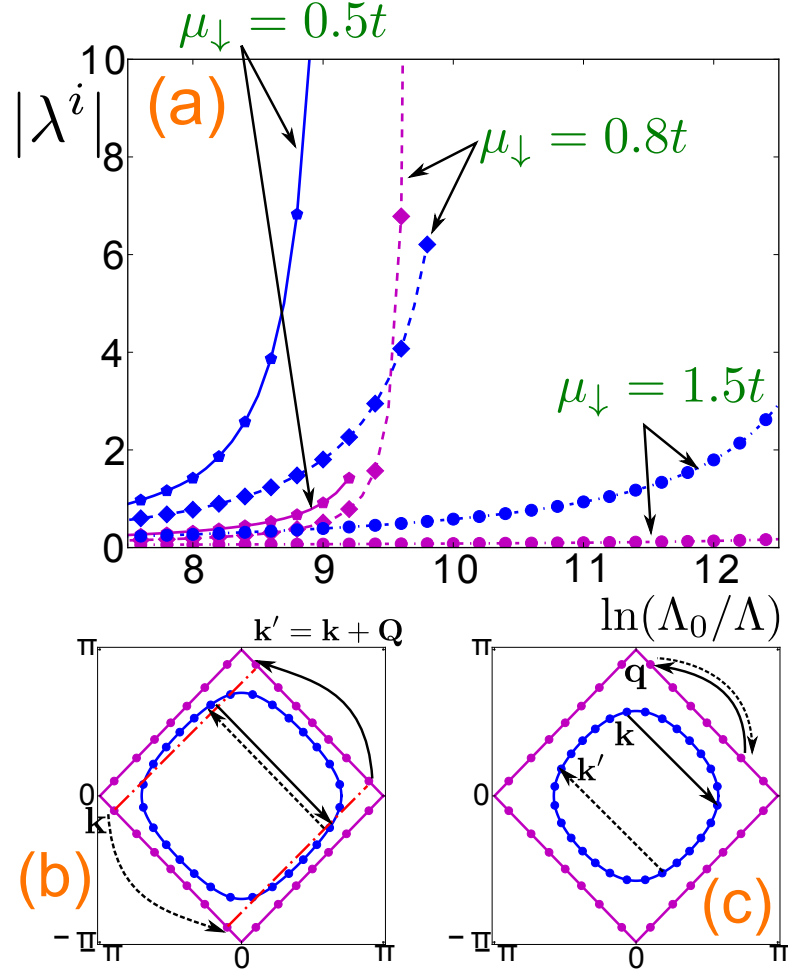 μ↓ = 0.5t
|λⁱ|
(a)
μ↓ = 0.8t
μ↓ = 1.5t
10
8
6
4
2
0
8 9 10 11 12
ln(Λ₀/Λ)
k′ = k + Q
π
0
−π
−π 0 π
k
(b)
π
0
−π
−π 0 π
q
k
k′
(c)